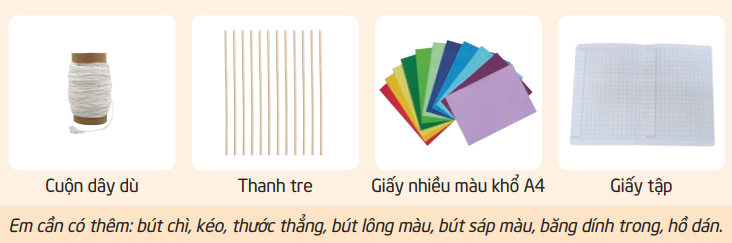 Cuộn dây dù
Thanh tre
Giấy nhiều màu khổ A4
Giấy tập
Em cần có thêm: bút chì, kéo, thước thẳng, bút lông màu, bút sáp màu, băng dính trong, hồ dán.